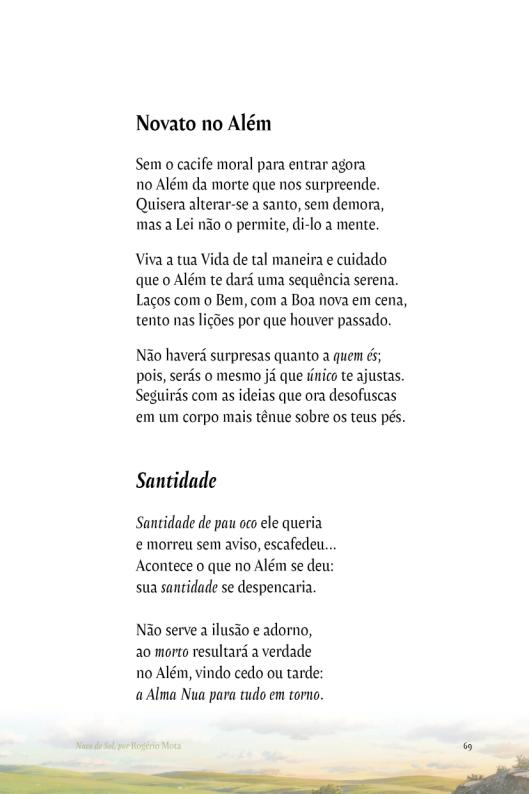 Novato no Além
Sem o cacife moral para entrar agora
no Além da morte que nos surpreende.
Quisera alterar-se a santo, sem demora,
mas a Lei não o permite, di-lo a mente.
Viva a tua Vida de tal maneira e cuidado
que o Além te dará uma sequência serena.
Laços com o Bem, com a Boa nova em cena,
tento nas lições por que houver passado.
Não haverá surpresas quanto a quem és;
pois, serás o mesmo já que único te ajustas.
Seguirás com as ideias que ora desofuscas
em um corpo mais tênue sobre os teus pés.
Santidade
Santidade de pau oco ele queria
e morreu sem aviso, escafedeu...
Acontece o que no Além se deu:
sua santidade se despencaria.
Não serve a ilusão e adorno,
ao morto resultará a verdade
no Além, vindo cedo ou tarde:
a Alma Nua para tudo em torno.
de Sol, por Rogério Mota
69